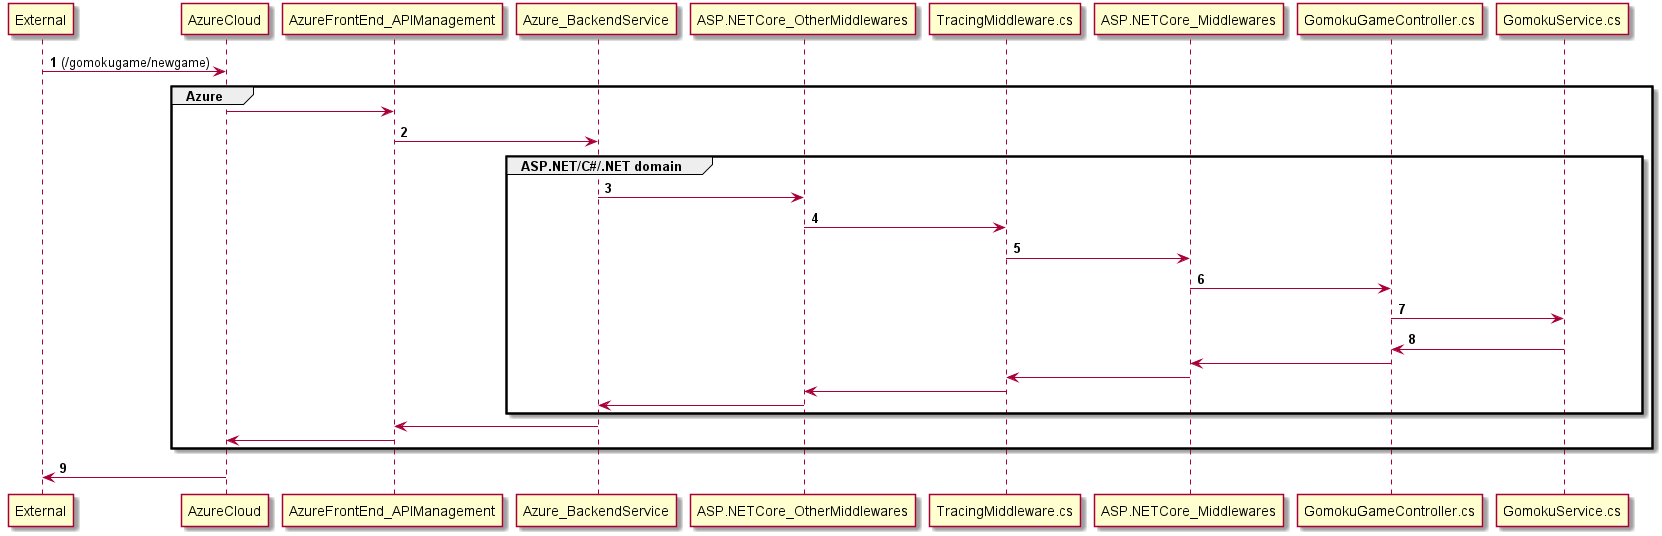 External AzureCloud AzureFrontEnd_APIManagement Azure_BackendService ASP.NETCore_OtherMiddlewares TracingMiddleware.cs ASP.NETCore_Middlewares GomokuGameController.cs GomokuService.cs
1 (/gomokugame/newgame)
Azure
2
ASP.NET/C#/.NET domain
3
4
5
6
7
8
9
External AzureCloud AzureFrontEnd_APIManagement Azure_BackendService ASP.NETCore_OtherMiddlewares TracingMiddleware.cs ASP.NETCore_Middlewares GomokuGameController.cs GomokuService.cs